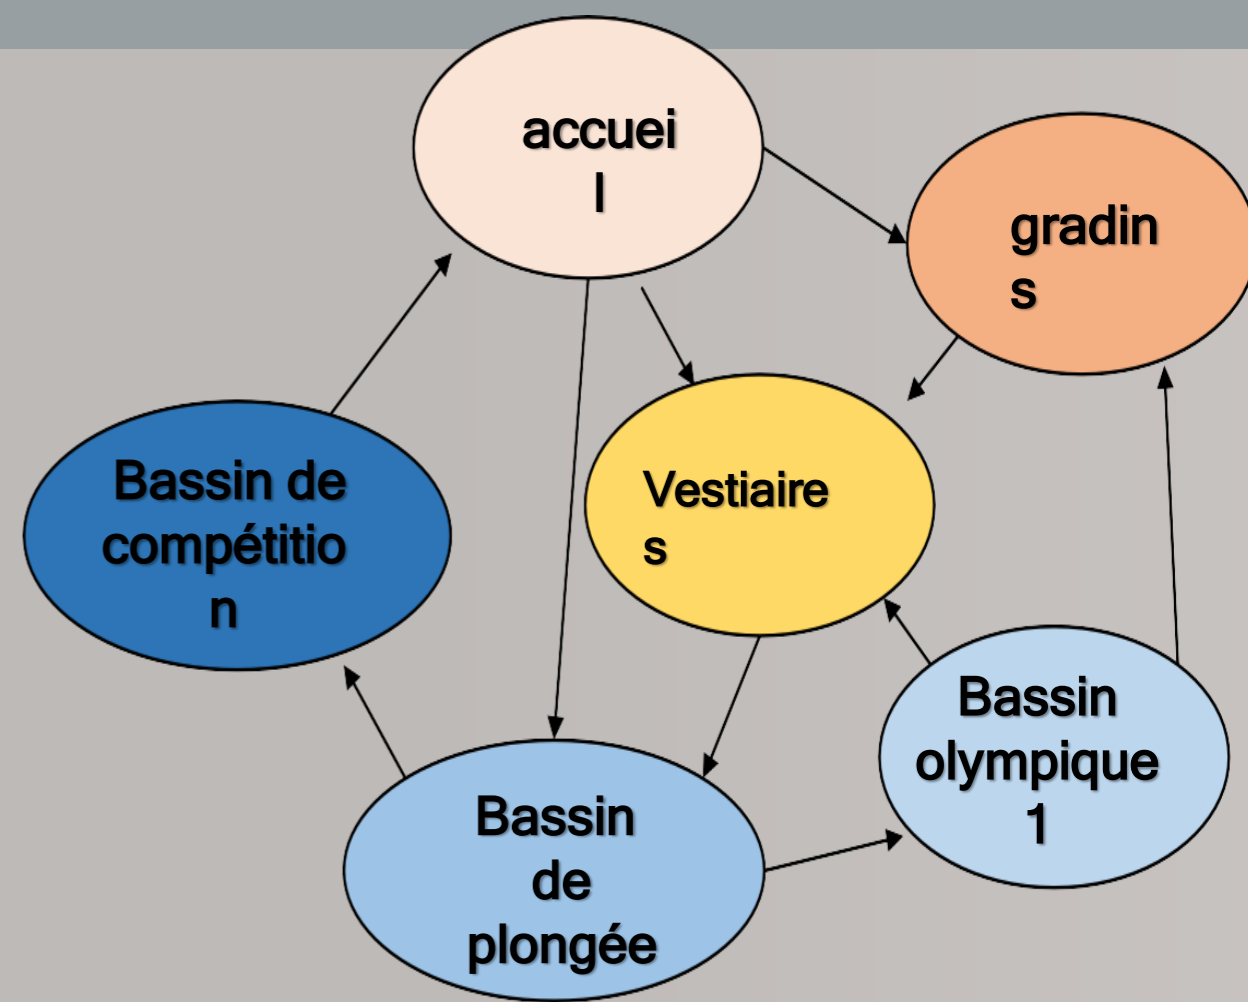 accuei
l
gradin
s
Bassin de
compétitio
n
Vestiaire
s
Bassin
olympique
1
Bassin
de
plongée